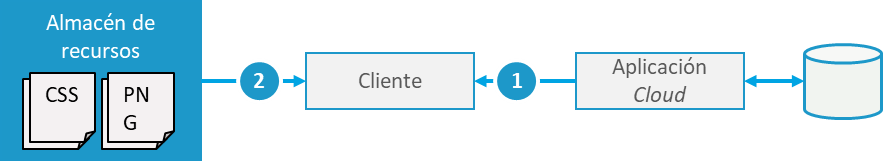 Almacén de
recursos
CSS
PN
G
2
Cliente
1
Aplicación
Cloud